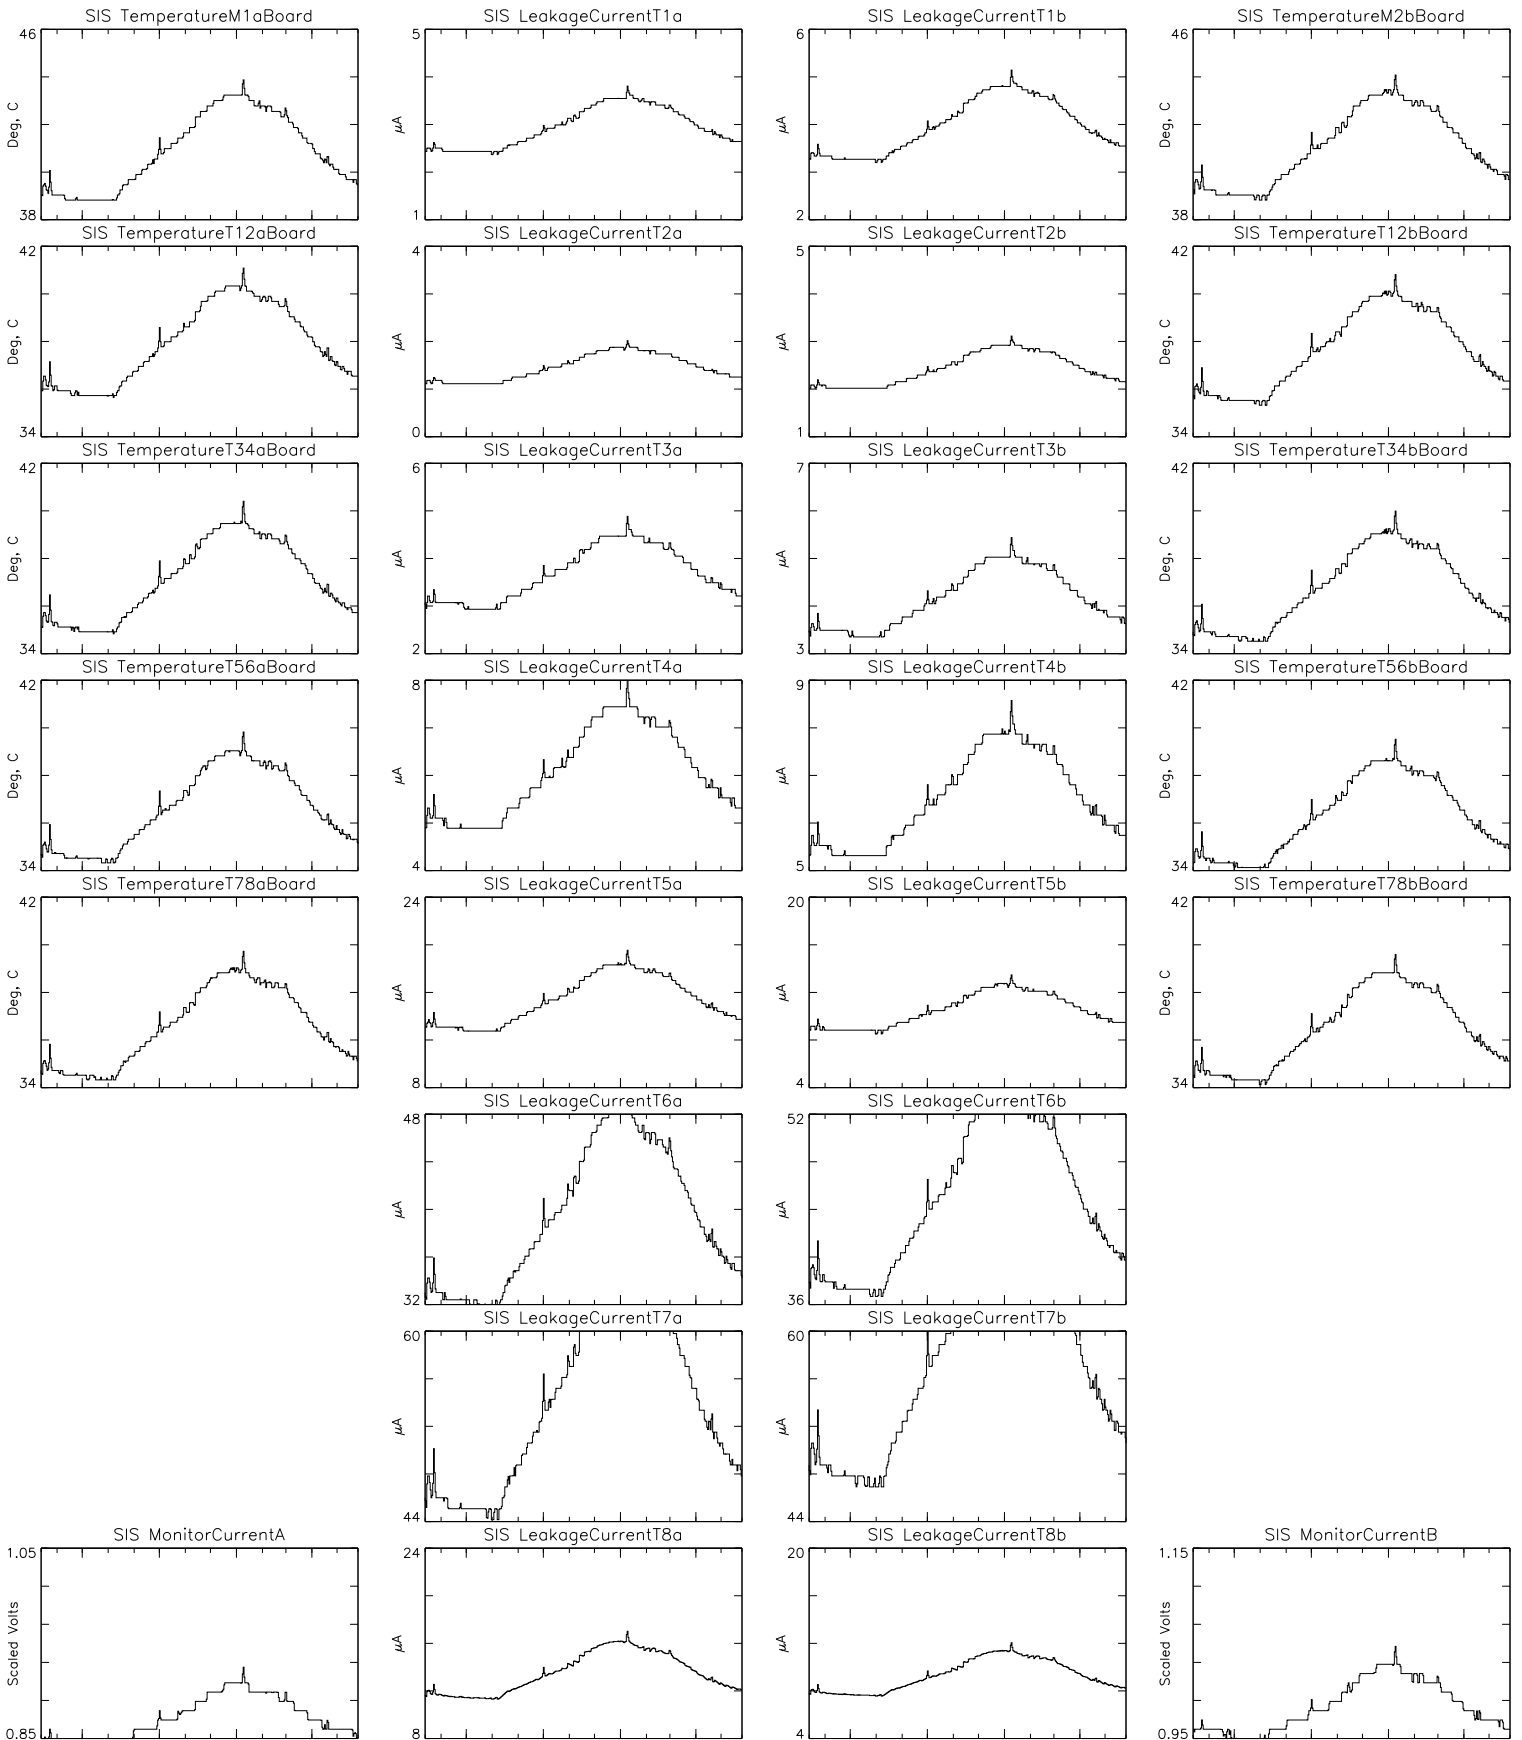 SIS TemperatureM1aBoard
46
Deg, C
38
SIS LeakageCurrentT1a
5
μA
1
SIS LeakageCurrentT1b
6
μA
2
SIS TemperatureM2bBoard
46
Deg, C
38
SIS TemperatureT12aBoard
42
Deg, C
34
SIS LeakageCurrentT2a
4
μA
0
SIS LeakageCurrentT2b
5
μA
1
SIS TemperatureT12bBoard
42
Deg, C
34
SIS TemperatureT34aBoard
42
Deg, C
34
SIS LeakageCurrentT3a
6
μA
2
SIS LeakageCurrentT3b
7
μA
3
SIS TemperatureT34bBoard
42
Deg, C
34
SIS TemperatureT56aBoard
42
Deg, C
34
SIS LeakageCurrentT4a
8
μA
4
SIS LeakageCurrentT4b
9
μA
5
SIS TemperatureT56bBoard
42
Deg, C
34
SIS TemperatureT78aBoard
42
Deg, C
34
SIS LeakageCurrentT5a
24
μA
8
SIS LeakageCurrentT5b
20
μA
4
SIS TemperatureT78bBoard
42
Deg, C
34
SIS LeakageCurrentT6a
48
μA
32
SIS LeakageCurrentT6b
52
μA
36
SIS LeakageCurrentT7a
60
μA
44
SIS LeakageCurrentT7b
60
μA
44
SIS MonitorCurrentA
1.05
Scaled Volts
0.85
SIS LeakageCurrentT8a
24
μA
8
SIS LeakageCurrentT8b
20
μA
4
SIS MonitorCurrentB
1.15
Scaled Volts
0.95